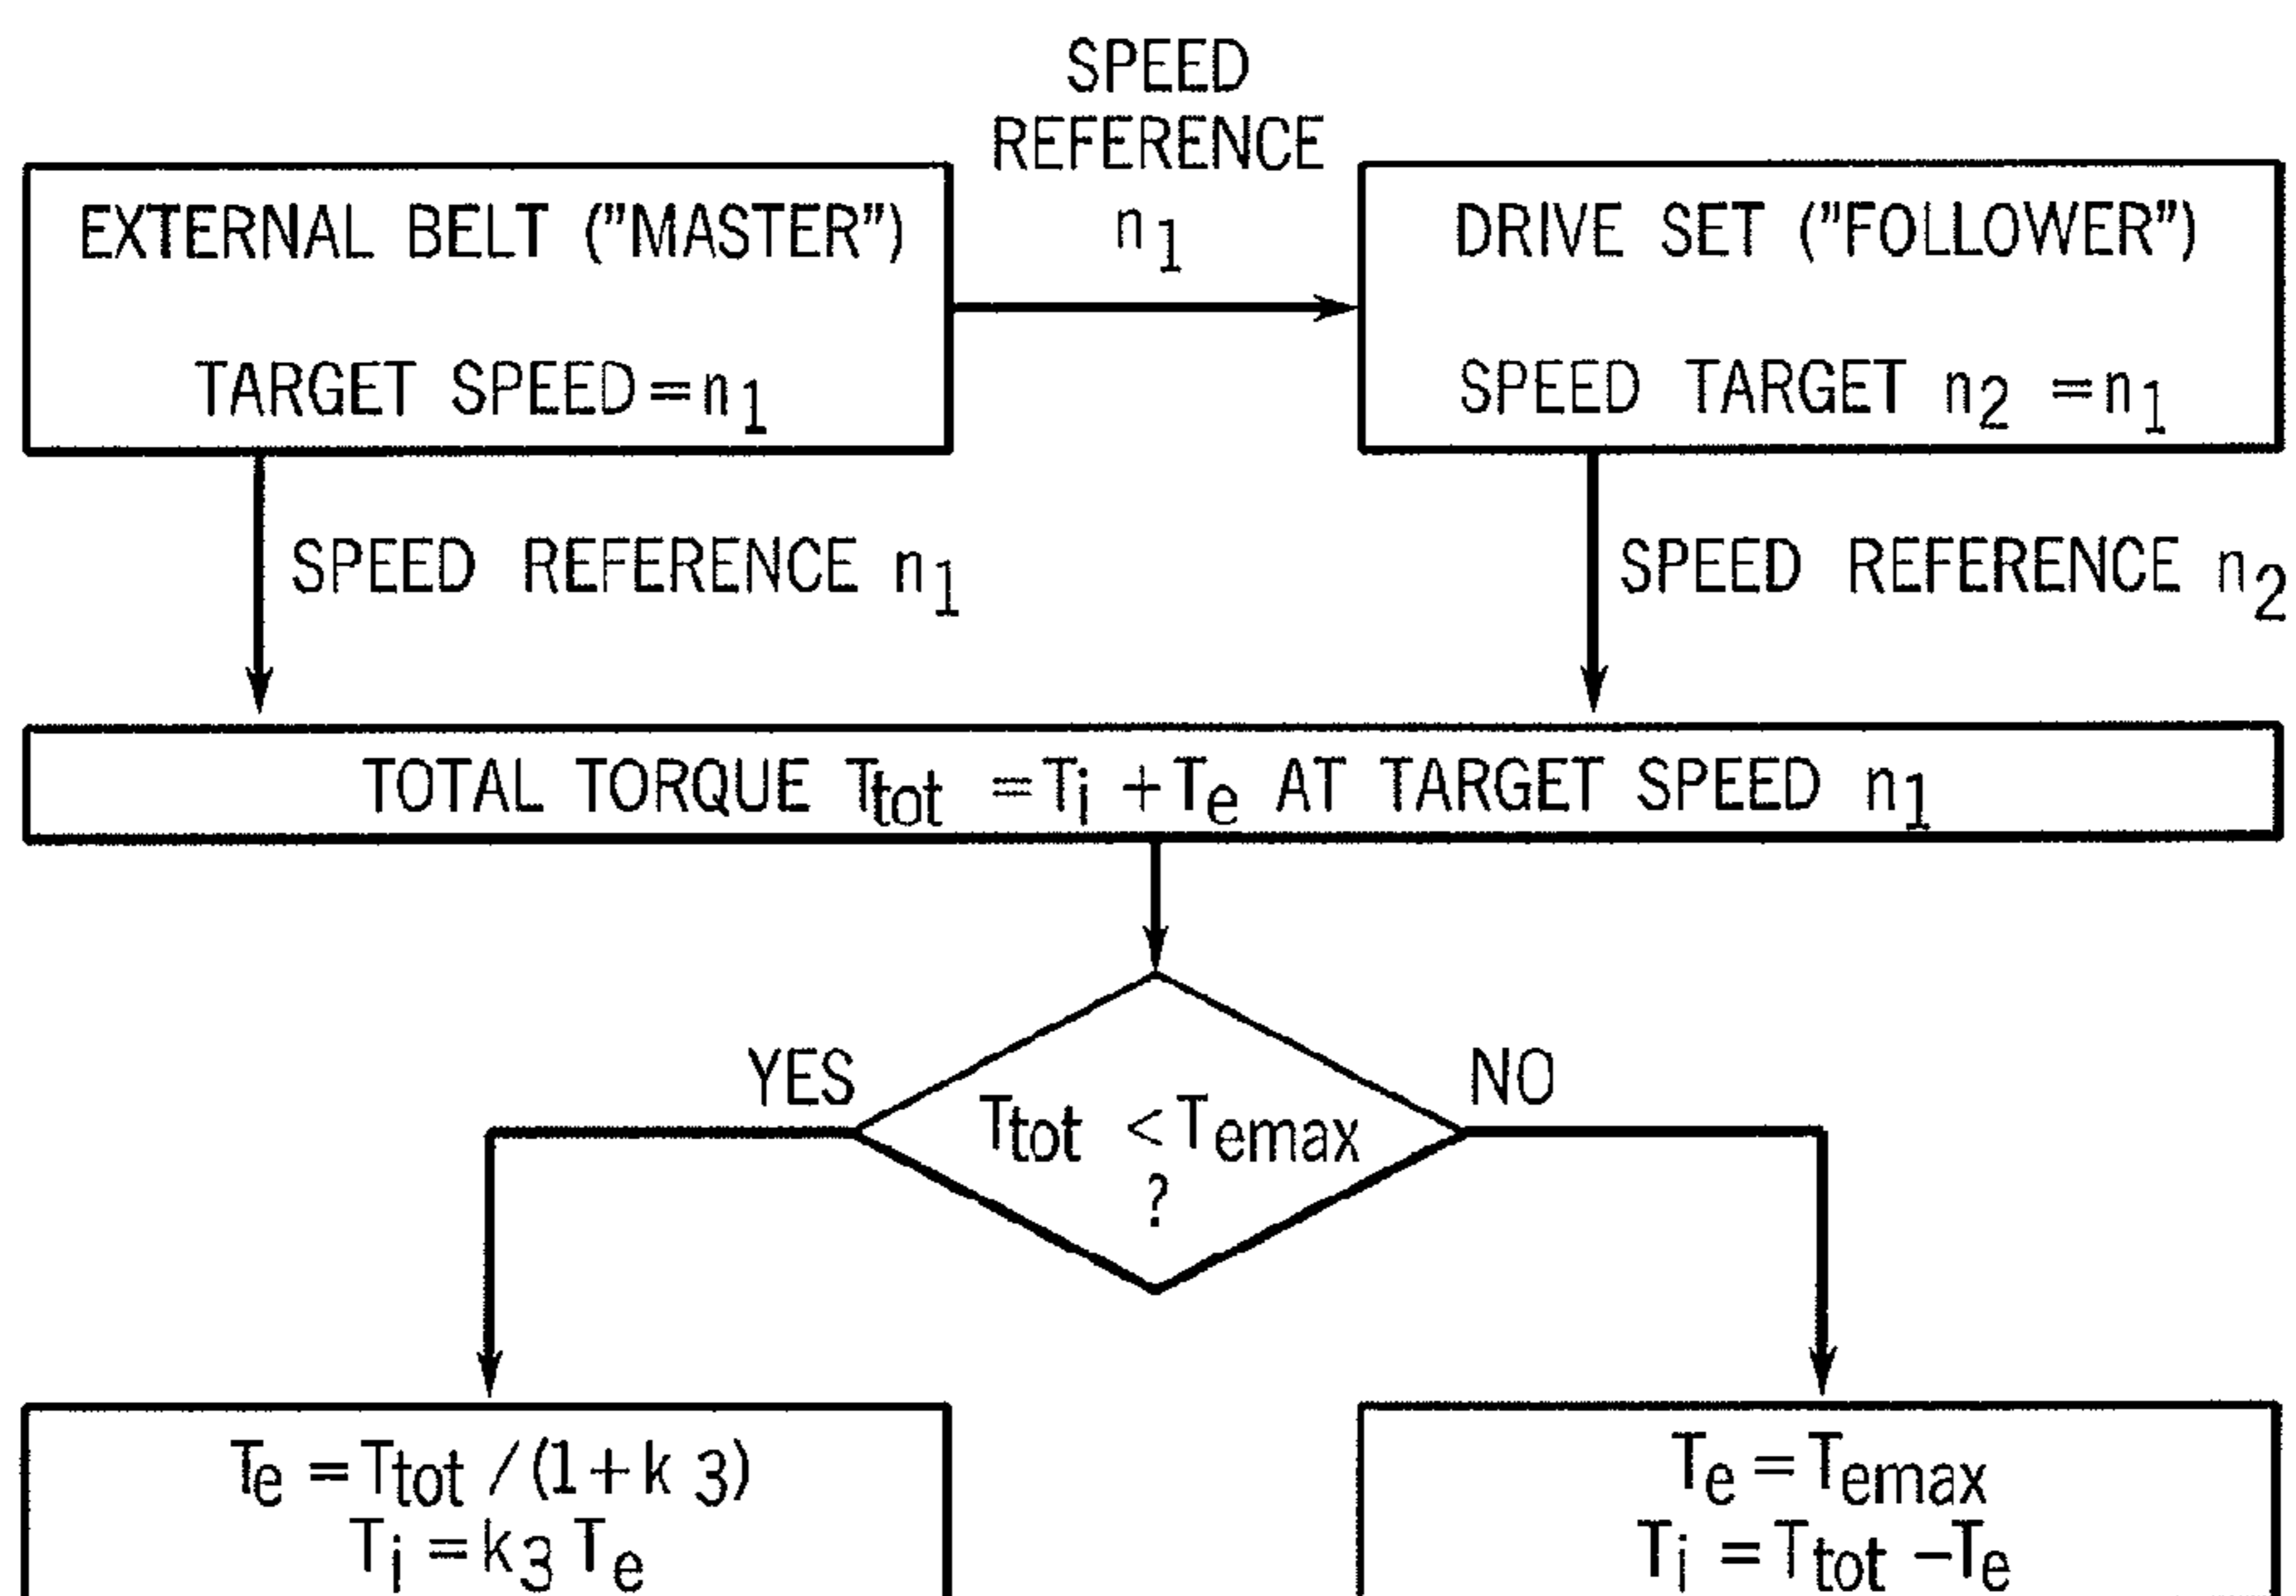 SPEED
REFERENCE
n₁
EXTERNAL BELT ("MASTER")
TARGET SPEED=n₁
DRIVE SET ("FOLLOWER")
SPEED TARGET n₂ =n₁
SPEED REFERENCE n₁
SPEED REFERENCE n₂
TOTAL TORQUE Ttot =Ti +Te AT TARGET SPEED n₁
YES
Ttot <Temax
?
NO
Te =Ttot /(1+k 3)
Ti =k3 Te
Te =Temax
Ti =Ttot −Te